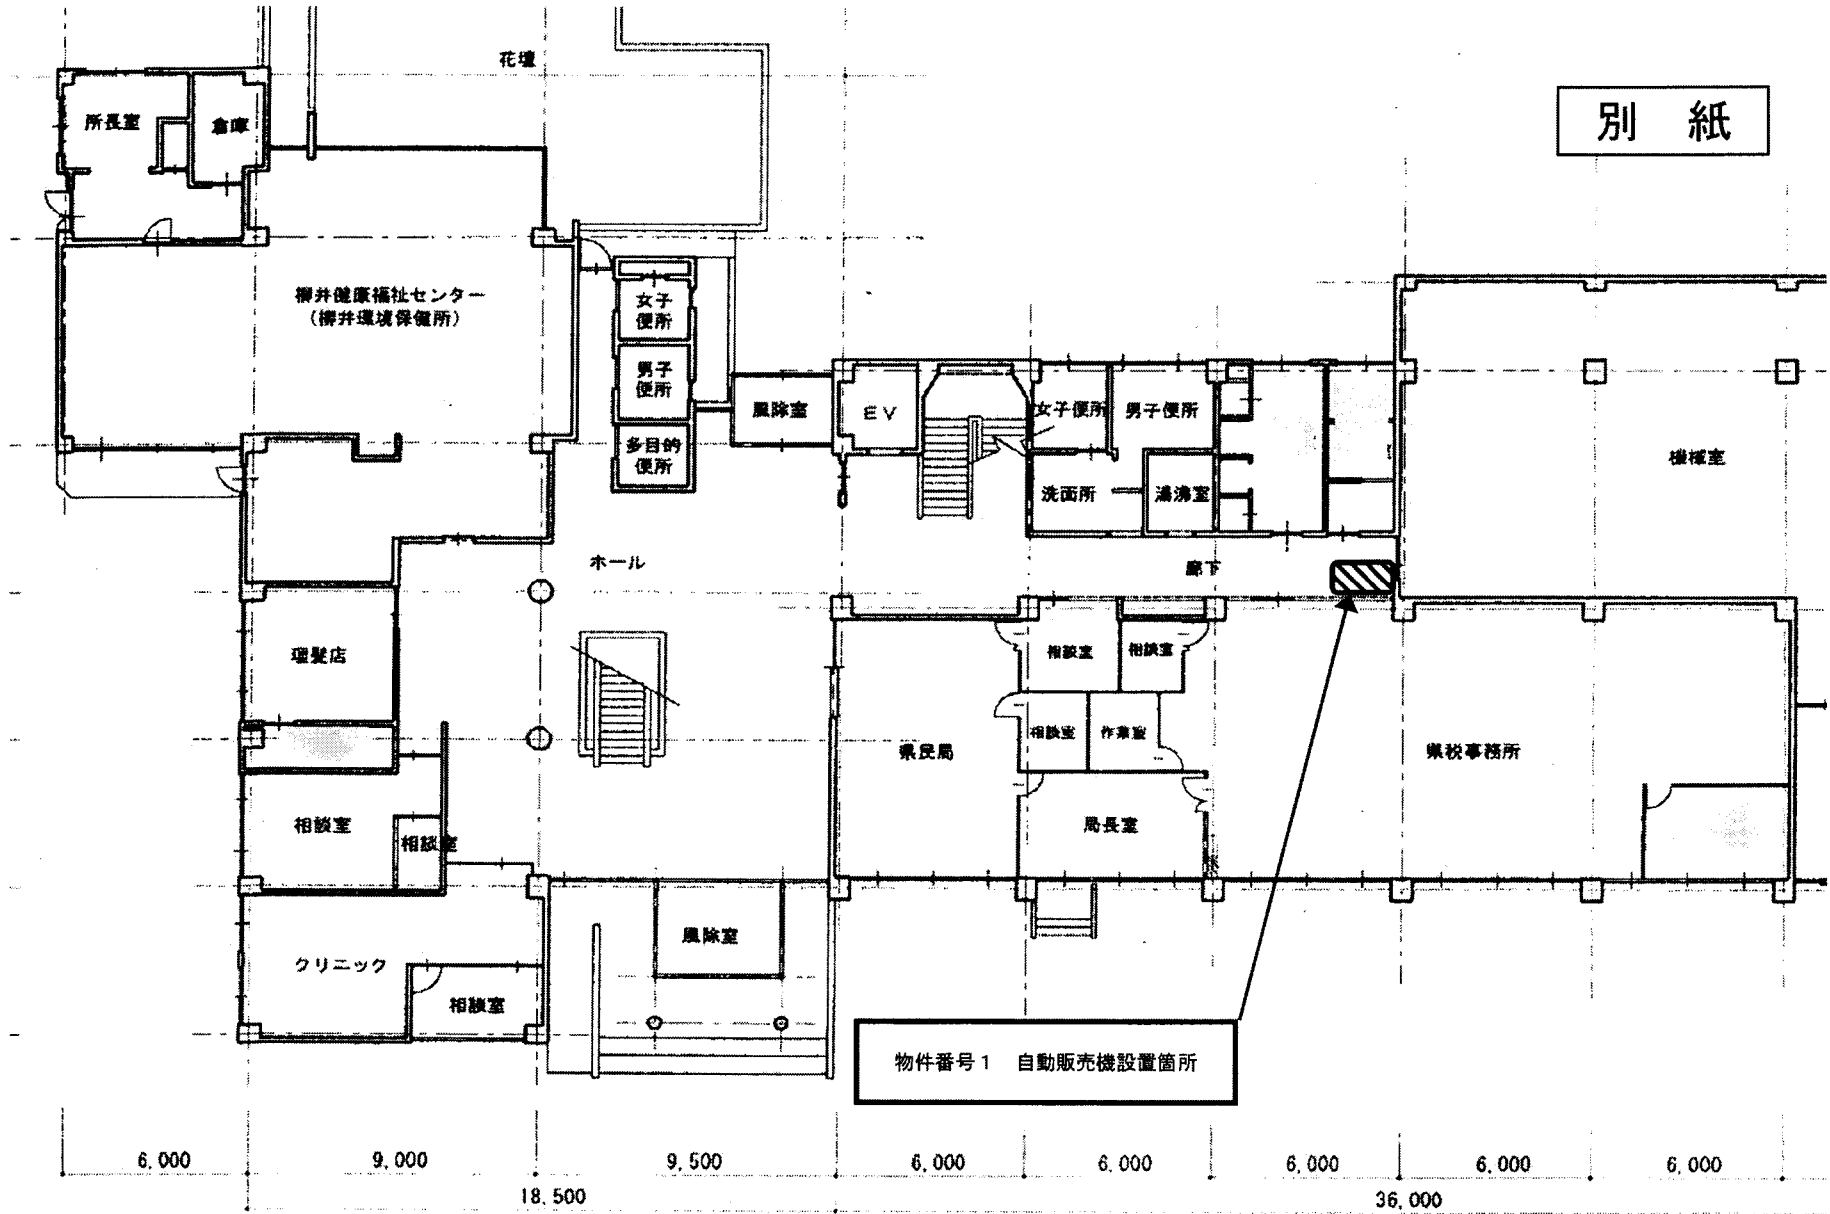 花壇
別　紙
所長室
倉庫
柳井健康福祉センター
（柳井環境保健所）
女子
便所
男子
便所
多目的
便所
風除室
ＥＶ
女子便所
男子便所
洗面所
湯沸室
機械室
ホール
廊下
理髪店
相談室
相談室
相談室
作業室
県民局
県税事務所
相談室
相談室
局長室
風除室
クリニック
相談室
物件番号１　自動販売機設置箇所
6,000
9,000
9,500
6,000
6,000
6,000
6,000
6,000
18,500
36,000